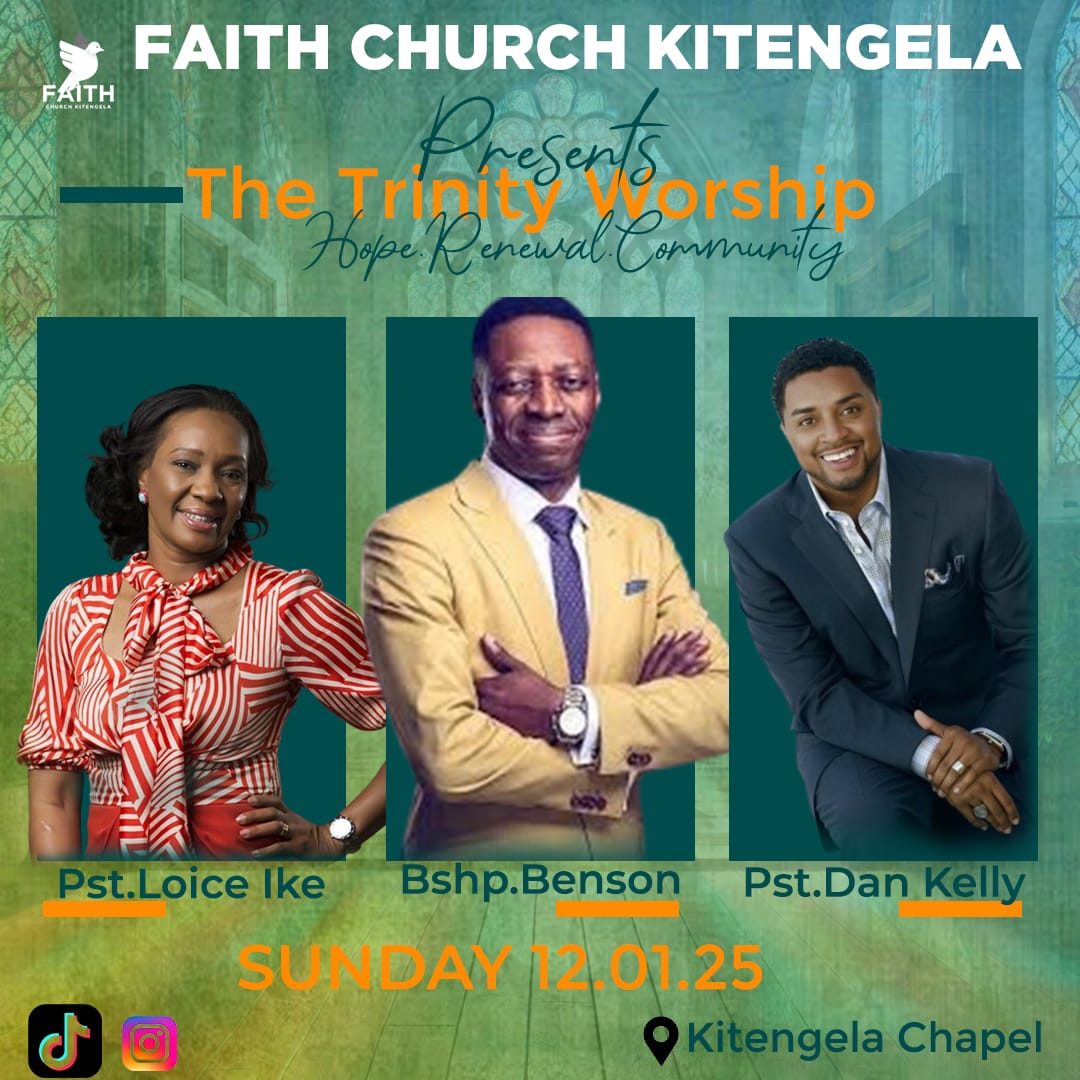 FAITH CHURCH KITENGELA
FAITH
CHURCH KITENGELA
Presents
The Trinity Worship
Hope.Renewal.Community
Pst.Loice Ike
Bshp.Benson
Pst.Dan Kelly
SUNDAY 12.01.25
Kitengela Chapel